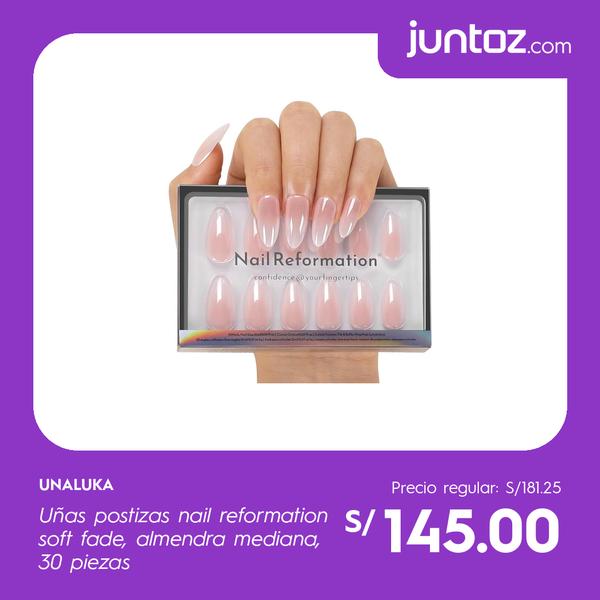 juntoz.com
Nail Reformation
confidence@yourfingertips
UNALUKA
Uñas postizas nail reformation
soft fade, almendra mediana,
30 piezas
Precio regular: S/181.25
S/145.00